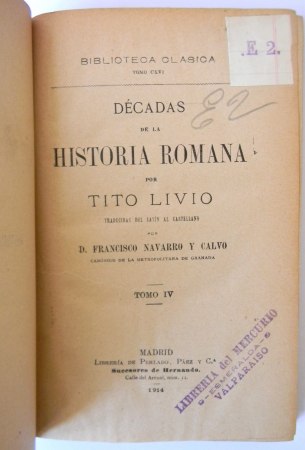 BIBLIOTECA CLÁSICA
TOMO CXVI
E 2.
E2
DÉCADAS
DE LA
HISTORIA ROMANA
POR
TITO LIVIO
TRADUCIDAS DEL LATÍN AL CASTELLANO
POR
D. FRANCISCO NAVARRO Y CALVO
CANÓNIGO DE LA METROPOLITANA DE GRANADA
TOMO IV
MADRID
LIBRERÍA DE PERLADO, PÁEZ Y C.ª
Sucesores de Hernando.
Calle del Arenal, núm. 11.
1914
LIBRERIA del MERCURIO
-ESMERALDA-
VALPARAISO